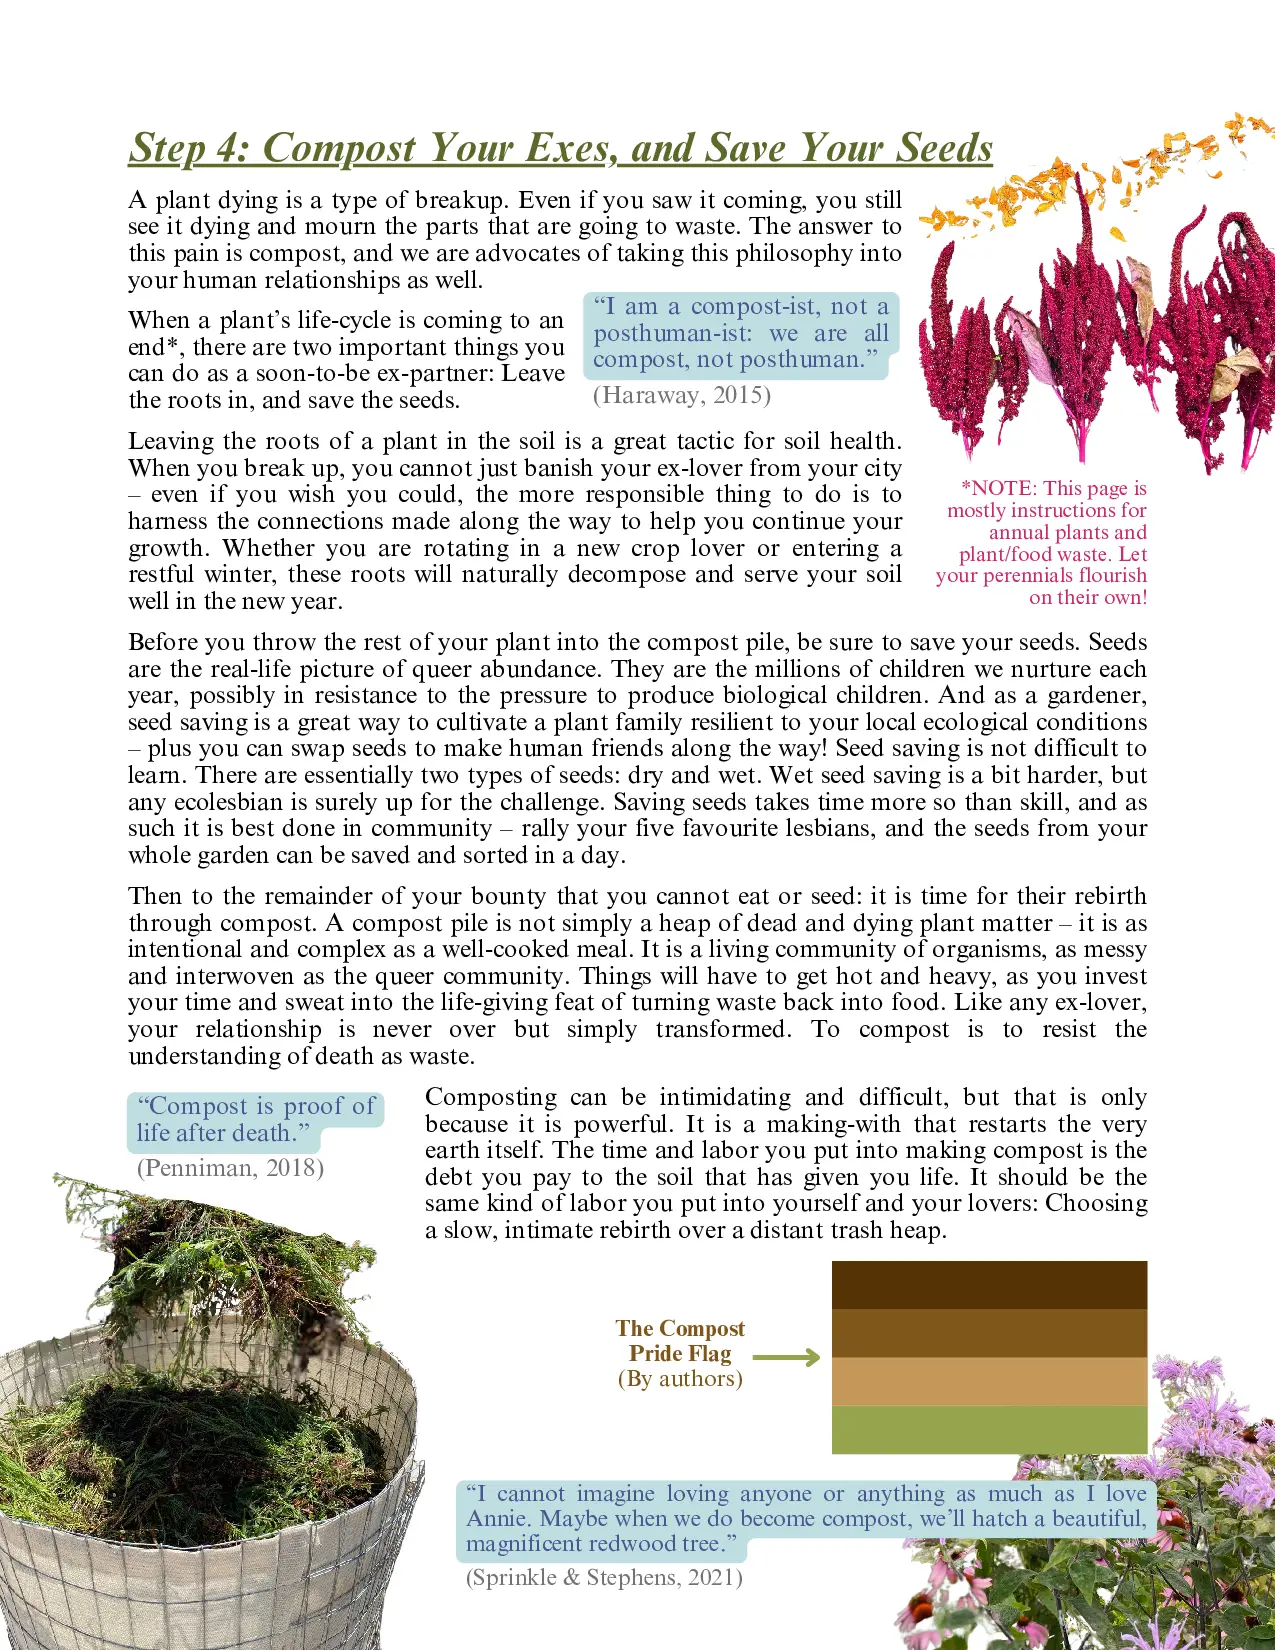 Step 4: Compost Your Exes, and Save Your Seeds
A plant dying is a type of breakup. Even if you saw it coming, you still
see it dying and mourn the parts that are going to waste. The answer to
this pain is compost, and we are advocates of taking this philosophy into
your human relationships as well.
When a plant’s life-cycle is coming to an
end*, there are two important things you
can do as a soon-to-be ex-partner: Leave
the roots in, and save the seeds.
“I am a compost-ist, not a
posthuman-ist: we are all
compost, not posthuman.”
(Haraway, 2015)
Leaving the roots of a plant in the soil is a great tactic for soil health.
When you break up, you cannot just banish your ex-lover from your city
– even if you wish you could, the more responsible thing to do is to
harness the connections made along the way to help you continue your
growth. Whether you are rotating in a new crop lover or entering a
restful winter, these roots will naturally decompose and serve your soil
well in the new year.
*NOTE: This page is
mostly instructions for
annual plants and
plant/food waste. Let
your perennials flourish
on their own!
Before you throw the rest of your plant into the compost pile, be sure to save your seeds. Seeds
are the real-life picture of queer abundance. They are the millions of children we nurture each
year, possibly in resistance to the pressure to produce biological children. And as a gardener,
seed saving is a great way to cultivate a plant family resilient to your local ecological conditions
– plus you can swap seeds to make human friends along the way! Seed saving is not difficult to
learn. There are essentially two types of seeds: dry and wet. Wet seed saving is a bit harder, but
any ecolesbian is surely up for the challenge. Saving seeds takes time more so than skill, and as
such it is best done in community – rally your five favourite lesbians, and the seeds from your
whole garden can be saved and sorted in a day.
Then to the remainder of your bounty that you cannot eat or seed: it is time for their rebirth
through compost. A compost pile is not simply a heap of dead and dying plant matter – it is as
intentional and complex as a well-cooked meal. It is a living community of organisms, as messy
and interwoven as the queer community. Things will have to get hot and heavy, as you invest
your time and sweat into the life-giving feat of turning waste back into food. Like any ex-lover,
your relationship is never over but simply transformed. To compost is to resist the
understanding of death as waste.
“Compost is proof of
life after death.”
(Penniman, 2018)
Composting can be intimidating and difficult, but that is only
because it is powerful. It is a making-with that restarts the very
earth itself. The time and labor you put into making compost is the
debt you pay to the soil that has given you life. It should be the
same kind of labor you put into yourself and your lovers: Choosing
a slow, intimate rebirth over a distant trash heap.
The Compost
Pride Flag
(By authors)
“I cannot imagine loving anyone or anything as much as I love
Annie. Maybe when we do become compost, we’ll hatch a beautiful,
magnificent redwood tree.”
(Sprinkle & Stephens, 2021)